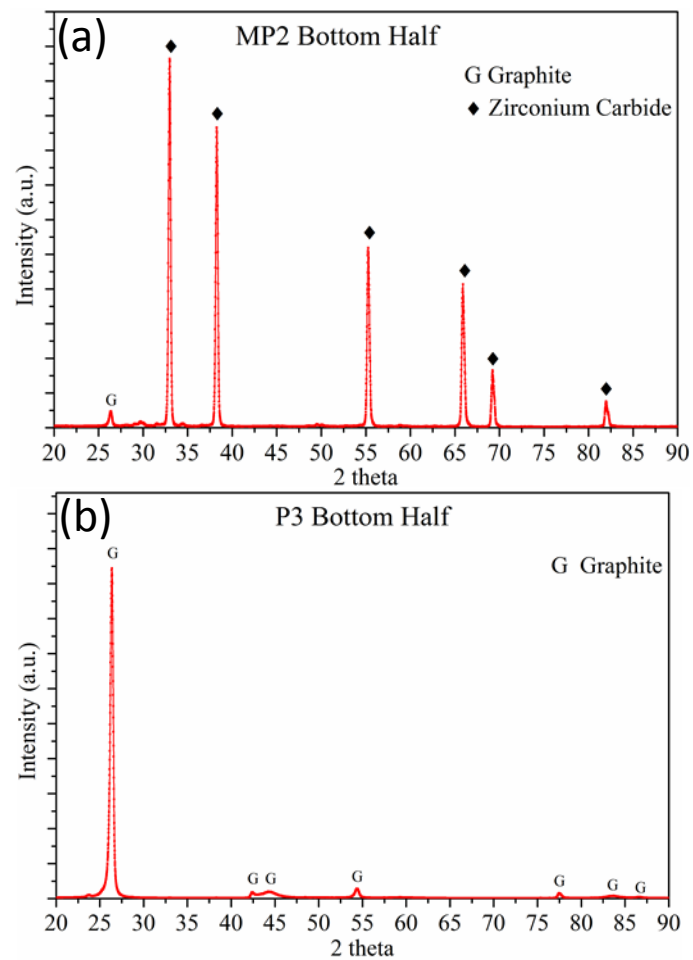 (a)
MP2 Bottom Half
G Graphite
◆ Zirconium Carbide
Intensity (a.u.)
G
20 25 30 35 40 45 50 55 60 65 70 75 80 85 90
2 theta
(b)
P3 Bottom Half
G Graphite
Intensity (a.u.)
G
G G G G G G
20 25 30 35 40 45 50 55 60 65 70 75 80 85 90
2 theta